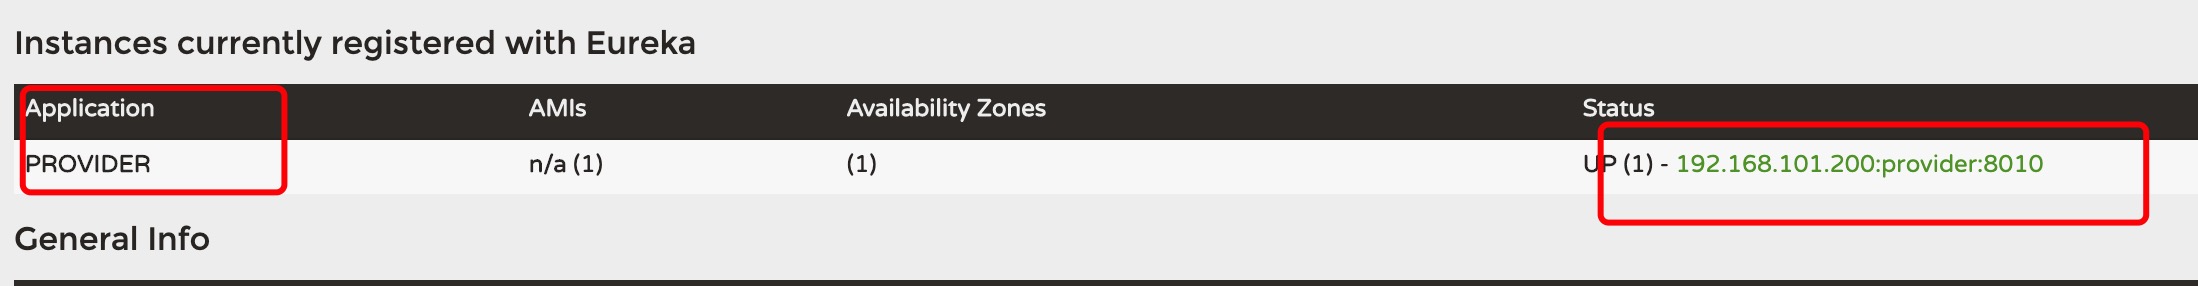 Instances currently registered with Eureka
Application AMIs Availability Zones Status
PROVIDER n/a (1) (1) UP (1) - 192.168.101.200:provider:8010
General Info